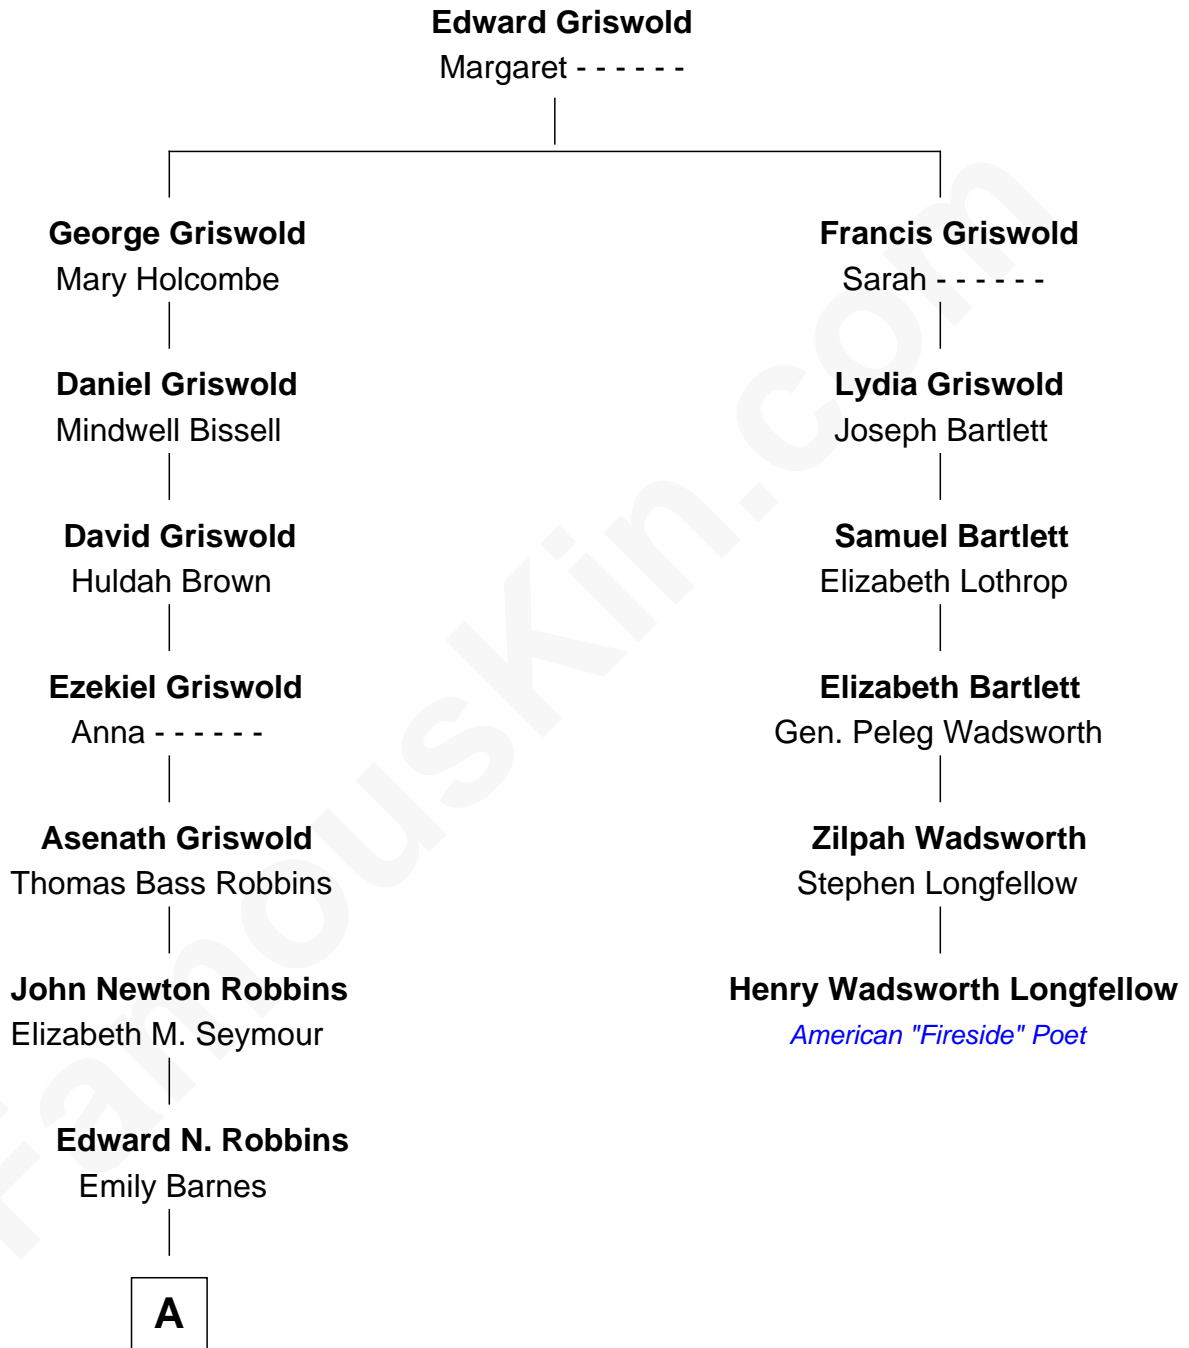 Edward Griswold
Margaret - - - - - -
George Griswold
Mary Holcombe
Francis Griswold
Sarah - - - - - -
Daniel Griswold
Mindwell Bissell
Lydia Griswold
Joseph Bartlett
David Griswold
Huldah Brown
Samuel Bartlett
Elizabeth Lothrop
Ezekiel Griswold
Anna - - - - - -
Elizabeth Bartlett
Gen. Peleg Wadsworth
Asenath Griswold
Thomas Bass Robbins
Zilpah Wadsworth
Stephen Longfellow
John Newton Robbins
Elizabeth M. Seymour
Henry Wadsworth Longfellow
American "Fireside" Poet
Edward N. Robbins
Emily Barnes
A
FamousKin.com